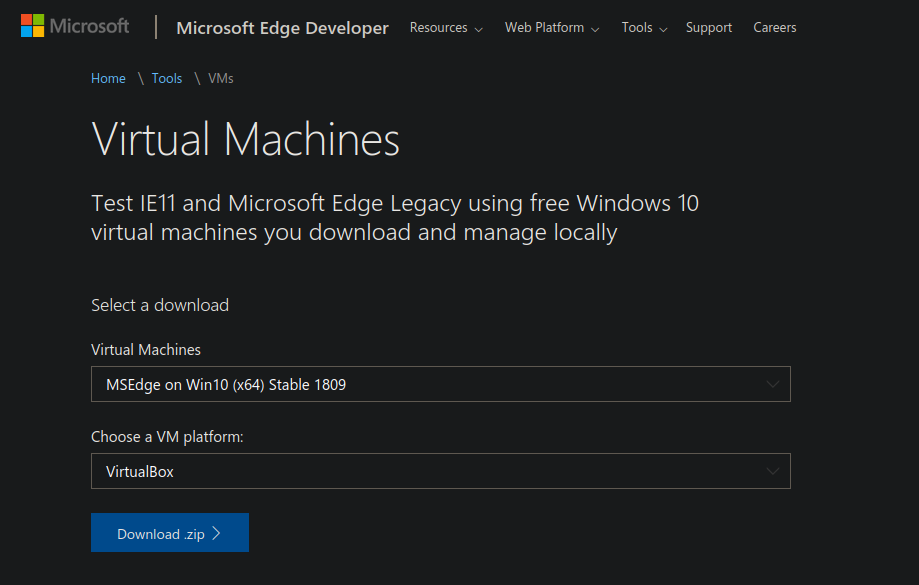 Microsoft | Microsoft Edge Developer Resources Web Platform Tools Support Careers
Home \ Tools \ VMs
Virtual Machines
Test IE11 and Microsoft Edge Legacy using free Windows 10
virtual machines you download and manage locally
Select a download
Virtual Machines
MSEdge on Win10 (x64) Stable 1809
Choose a VM platform:
VirtualBox
Download .zip